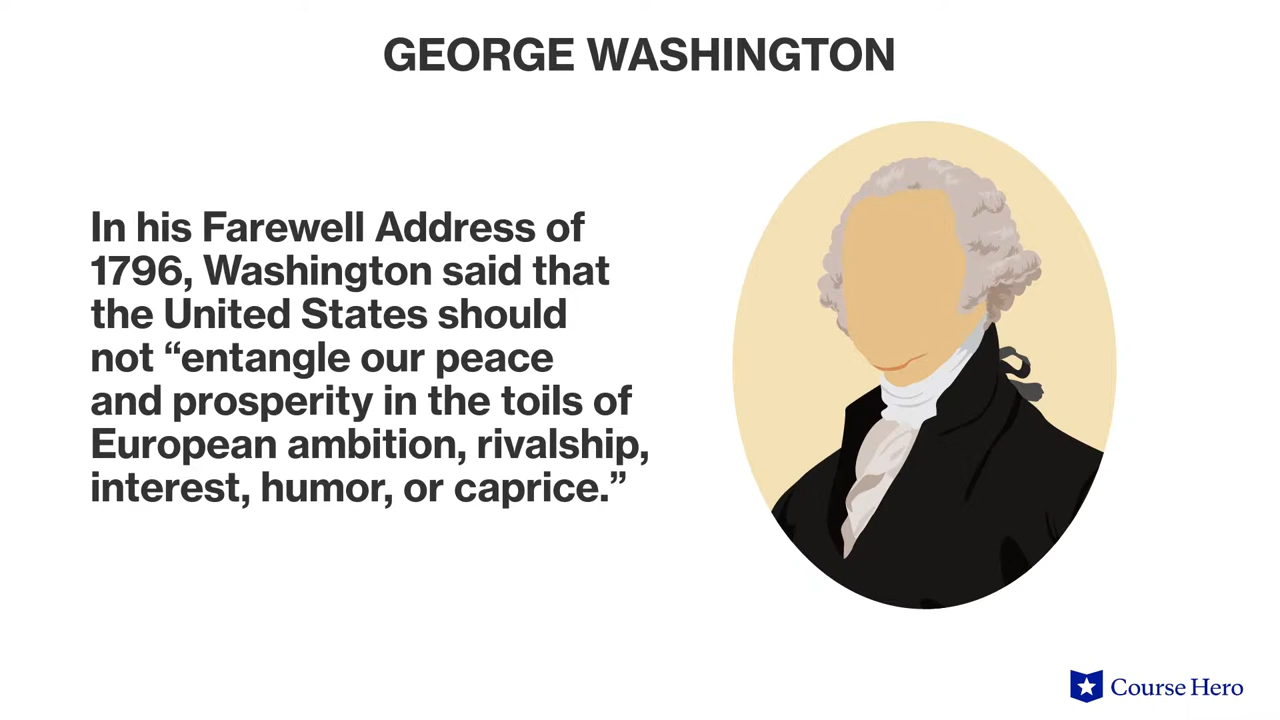 GEORGE WASHINGTON
In his Farewell Address of
1796, Washington said that
the United States should
not “entangle our peace
and prosperity in the toils of
European ambition, rivalship,
interest, humor, or caprice.”
Course Hero